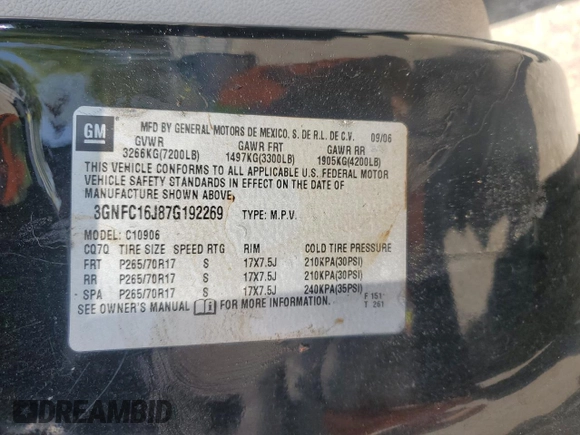 GM
MFD BY GENERAL MOTORS DE MEXICO. S. DE R.L. DE C.V. 09/06
GVWR GAWR FRT GAWR RR
3266KG(7200LB) 1497KG(3300LB) 1905KG(4200LB)
THIS VEHICLE CONFORMS TO ALL APPLICABLE U.S. FEDERAL MOTOR
VEHICLE SAFETY STANDARDS IN EFFECT ON THE DATE OF
MANUFACTURE SHOWN ABOVE.
3GNFC16J87G192269 TYPE: M.P.V.
MODEL: C10906
CQ7Q TIRE SIZE SPEED RTG RIM COLD TIRE PRESSURE
FRT P265/70R17 S 17X7.5J 210KPA(30PSI)
RR P265/70R17 S 17X7.5J 210KPA(30PSI)
SPA P265/70R17 S 17X7.5J 240KPA(35PSI)
SEE OWNER'S MANUAL FOR MORE INFORMATION.
F 151
T 261
DREAMBID